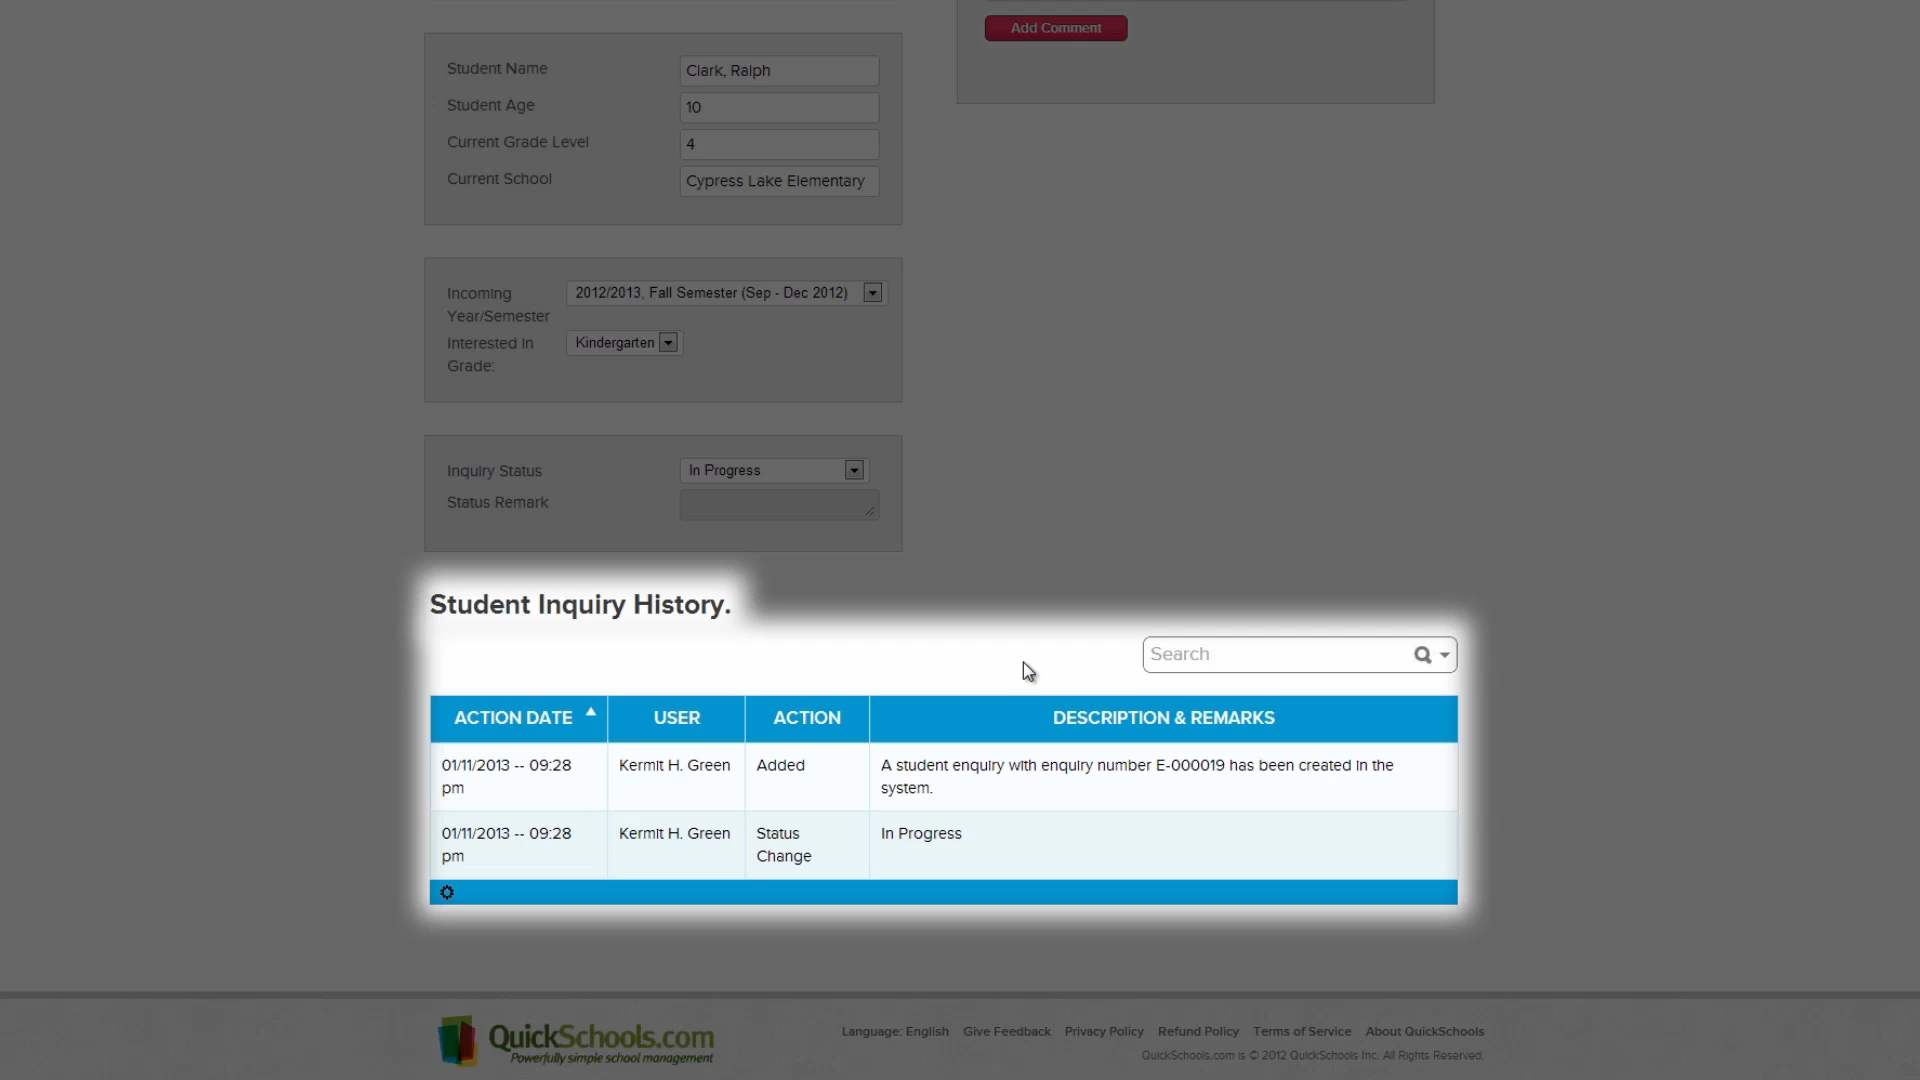 Add Comment
Student Name
Clark, Ralph
Student Age
10
Current Grade Level
4
Current School
Cypress Lake Elementary
Incoming
Year/Semester
2012/2013, Fall Semester (Sep - Dec 2012)
Interested In
Grade:
Kindergarten
Inquiry Status
In Progress
Status Remark
Student Inquiry History.
Search
ACTION DATE USER ACTION DESCRIPTION & REMARKS
01/11/2013 -- 09:28 Kermit H. Green Added A student enquiry with enquiry number E-000019 has been created in the
pm system.
01/11/2013 -- 09:28 Kermit H. Green Status In Progress
pm Change
QuickSchools.com
Powerfully simple school management
Language: English Give Feedback Privacy Policy Refund Policy Terms of Service About QuickSchools
QuickSchools.com is © 2012 QuickSchools Inc. All Rights Reserved.